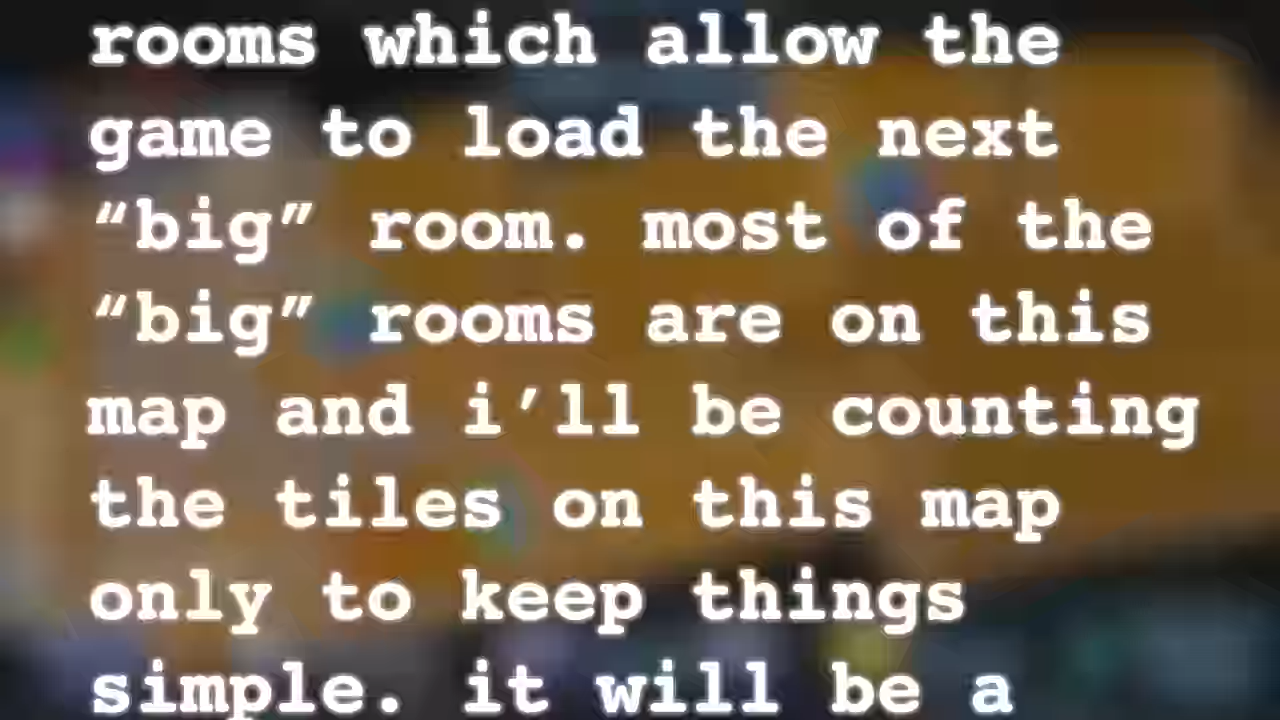 rooms which allow the
game to load the next
“big” room. most of the
“big” rooms are on this
map and i’ll be counting
the tiles on this map
only to keep things
simple. it will be a